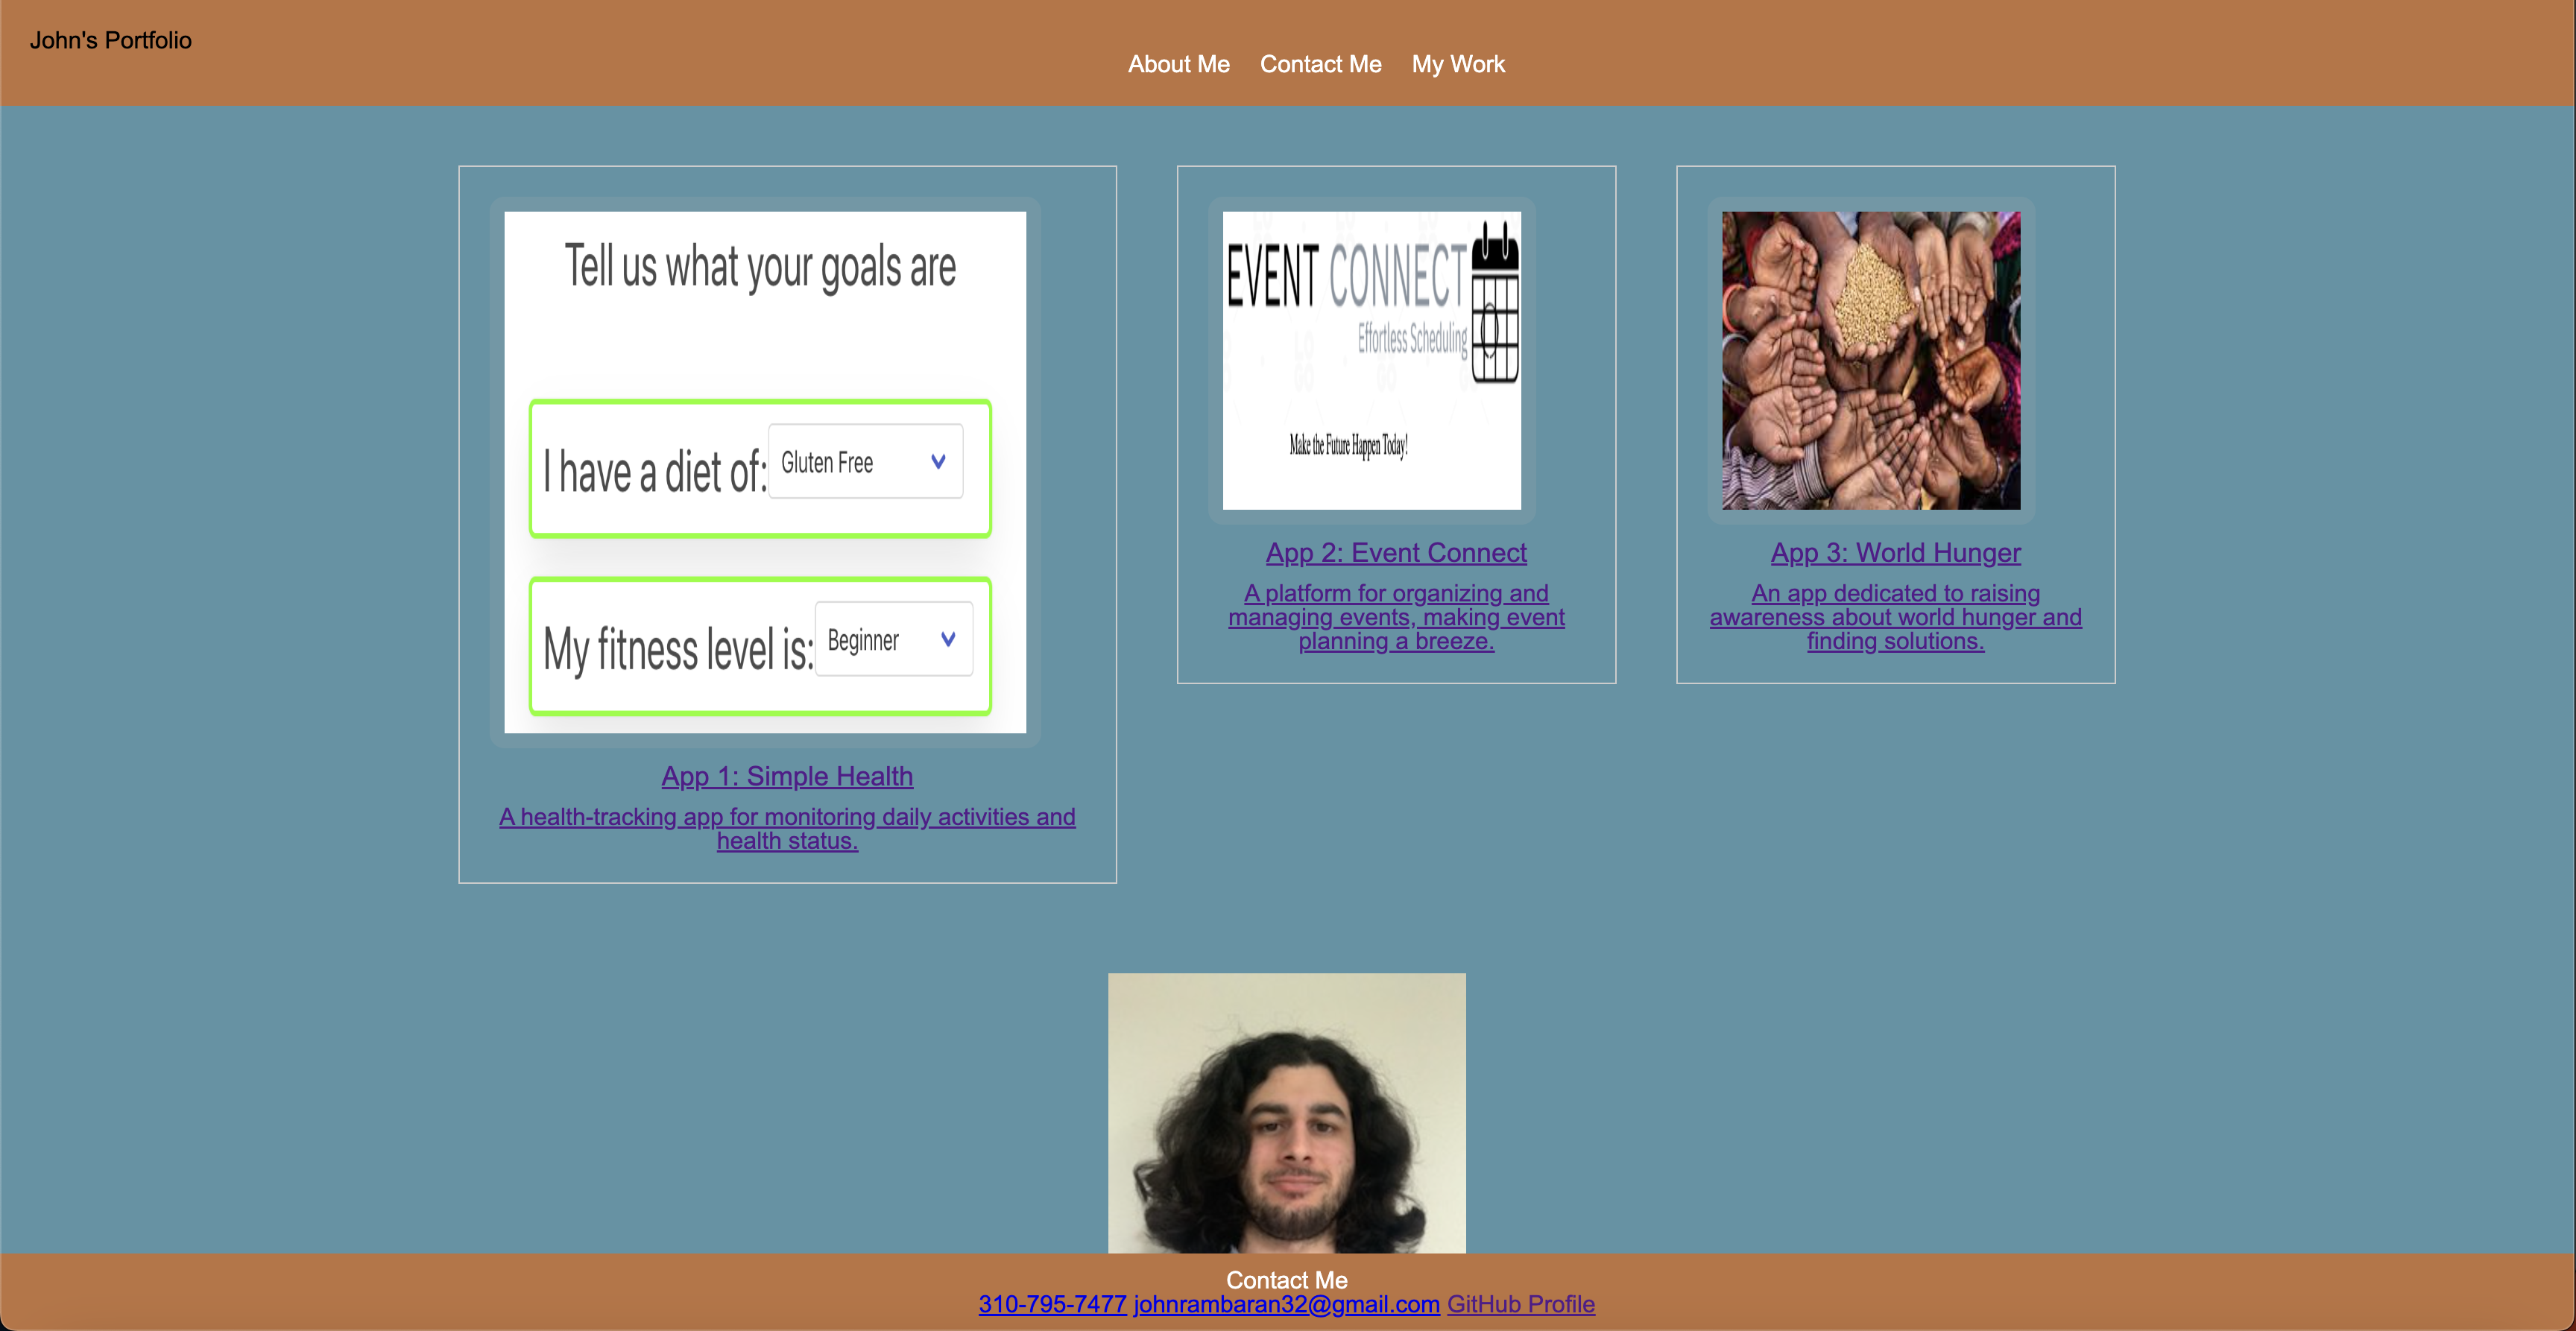 John's Portfolio
About Me Contact Me My Work
Tell us what your goals are
I have a diet of: Gluten Free
My fitness level is: Beginner
App 1: Simple Health
A health-tracking app for monitoring daily activities and
health status.
EVENT CONNECT
Effortless Scheduling
Make the Future Happen Today!
App 2: Event Connect
A platform for organizing and
managing events, making event
planning a breeze.
App 3: World Hunger
An app dedicated to raising
awareness about world hunger and
finding solutions.
Contact Me
310-795-7477 johnrambaran32@gmail.com GitHub Profile